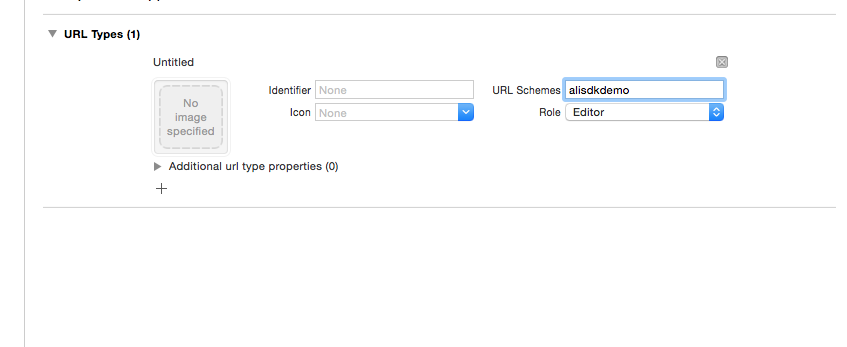 URL Types (1)
Untitled
No
image
specified
Identifier None
URL Schemes alisdkdemo
Icon None
Role Editor
Additional url type properties (0)